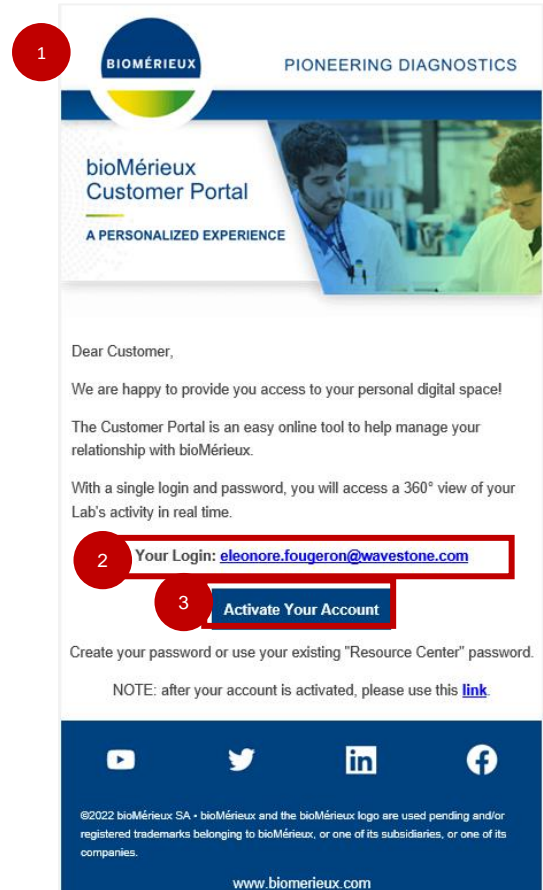 1
BIOMÉRIEUX
PIONEERING DIAGNOSTICS
bioMérieux
Customer Portal
A PERSONALIZED EXPERIENCE
Dear Customer,
We are happy to provide you access to your personal digital space!
The Customer Portal is an easy online tool to help manage your
relationship with bioMérieux.
With a single login and password, you will access a 360° view of your
Lab's activity in real time.
2
Your Login: eleonore.fougeron@wavestone.com
3
Activate Your Account
Create your password or use your existing "Resource Center" password.
NOTE: after your account is activated, please use this link.
©2022 bioMérieux SA • bioMérieux and the bioMérieux logo are used pending and/or
registered trademarks belonging to bioMérieux, or one of its subsidiaries, or one of its
companies.
www.biomerieux.com